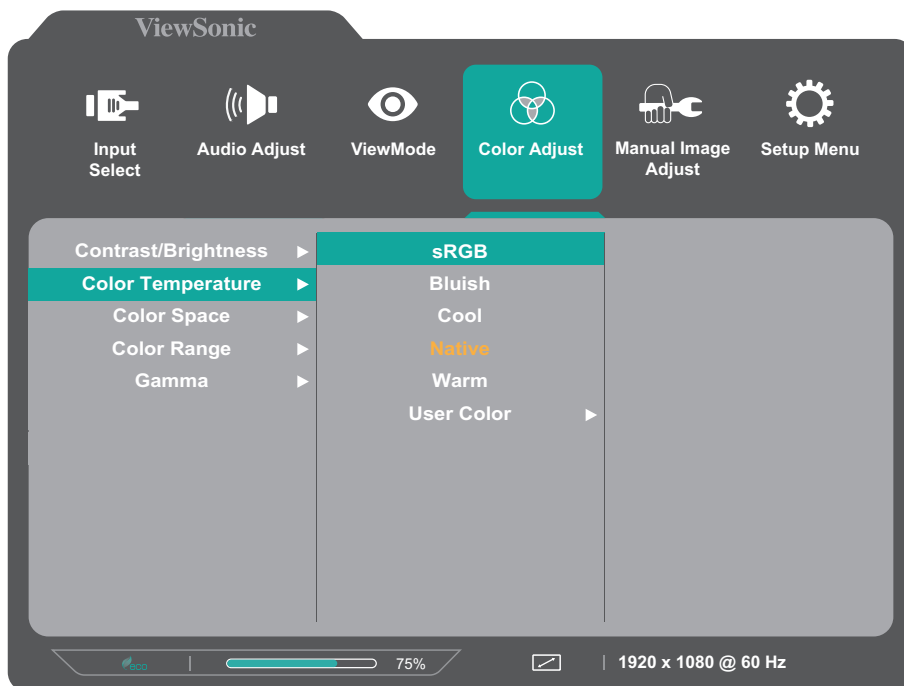 ViewSonic
Input
Select
Audio Adjust
ViewMode
Color Adjust
Manual Image
Adjust
Setup Menu
Contrast/Brightness
Color Temperature
Color Space
Color Range
Gamma
sRGB
Bluish
Cool
Native
Warm
User Color
eco
75%
1920 x 1080 @ 60 Hz